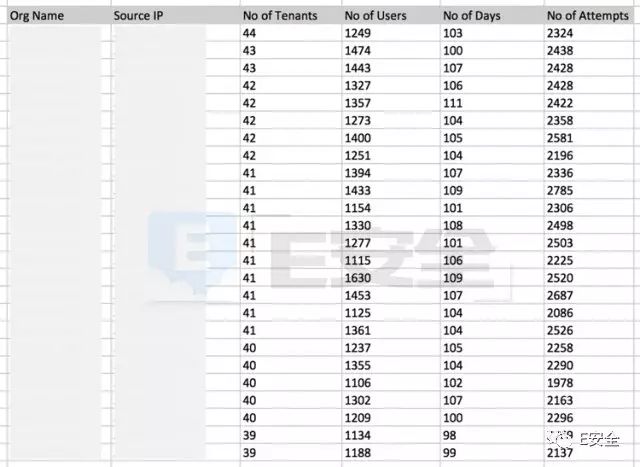 Org Name Source IP No of Tenants No of Users No of Days No of Attempts
44 1249 103 2324
43 1474 100 2438
43 1443 107 2428
42 1327 106 2428
42 1357 111 2422
42 1273 104 2358
42 1400 105 2581
42 1251 104 2196
41 1394 107 2336
41 1433 109 2785
41 1154 101 2306
41 1330 108 2498
41 1277 101 2503
41 1115 106 2225
41 1630 109 2520
41 1453 107 2687
41 1125 104 2086
41 1361 104 2526
40 1237 105 2258
40 1355 104 2290
40 1106 102 1978
40 1302 107 2163
40 1209 100 2296
39 1134 98
39 1188 99 2137
E安全
E安全